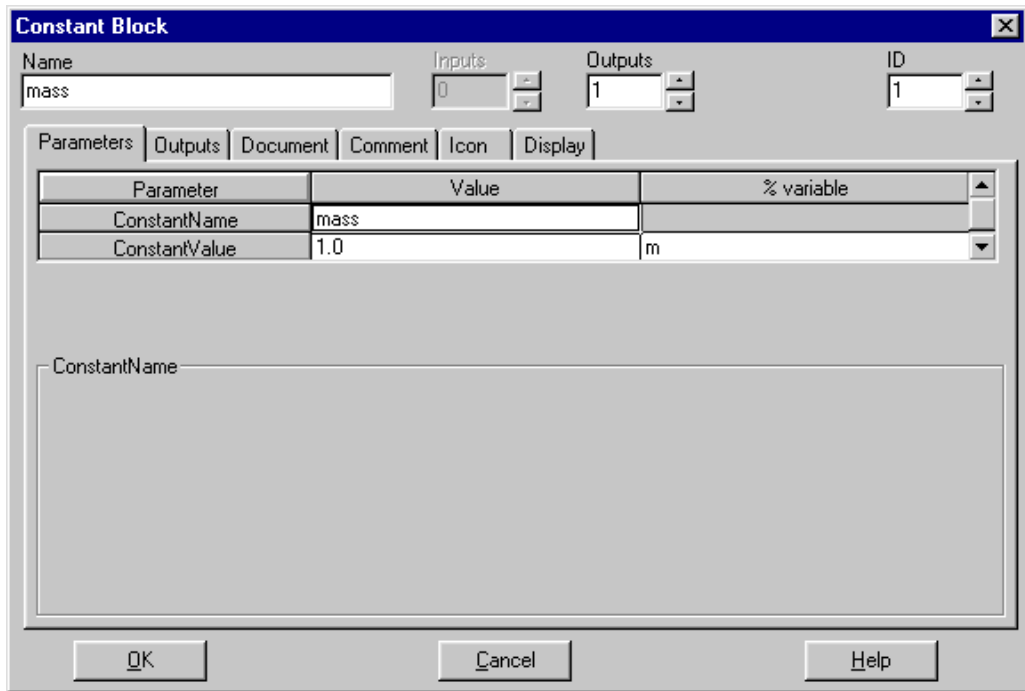 Constant Block
Name Inputs Outputs ID
mass 0 1 1
Parameters Outputs Document Comment Icon Display
Parameter Value % variable
ConstantName mass
ConstantValue 1.0 m
ConstantName
OK Cancel Help